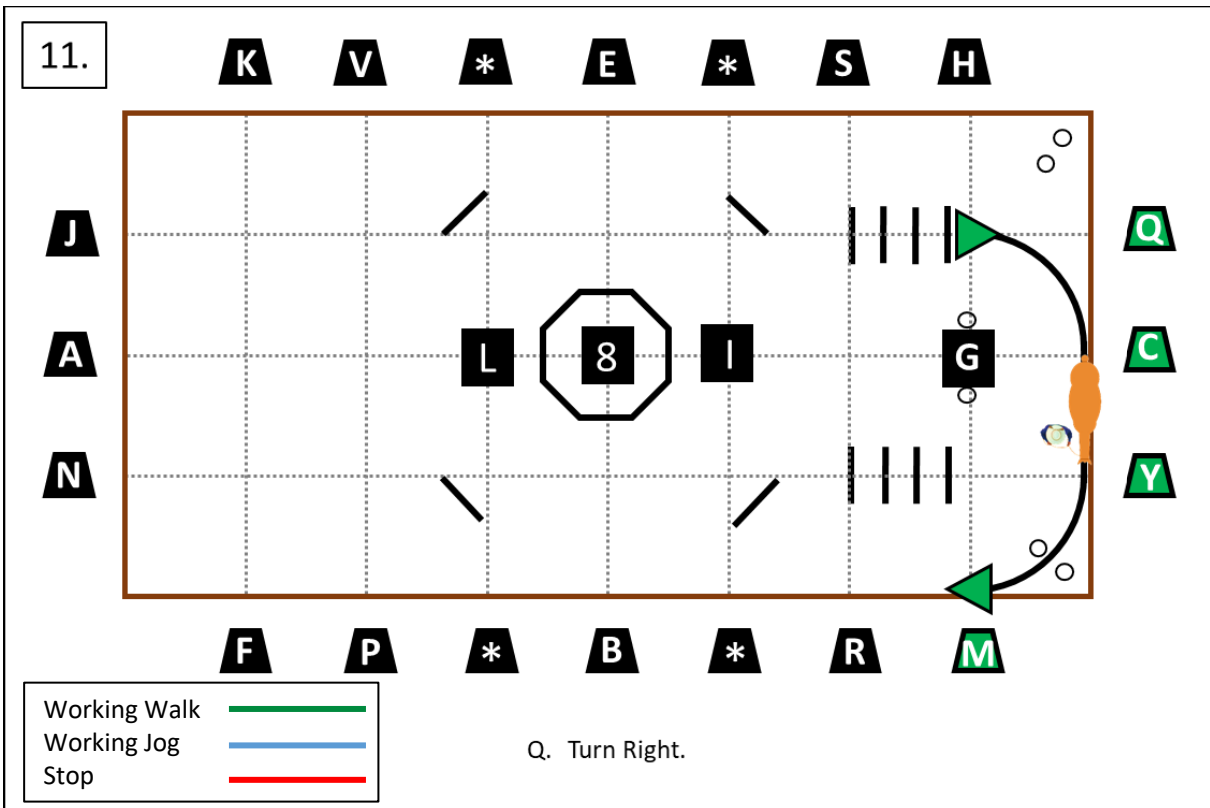 11.
K V * E * S H
J Q
L 8 I G
A C
N Y
F P * B * R M
Working Walk
Working Jog
Stop
Q. Turn Right.